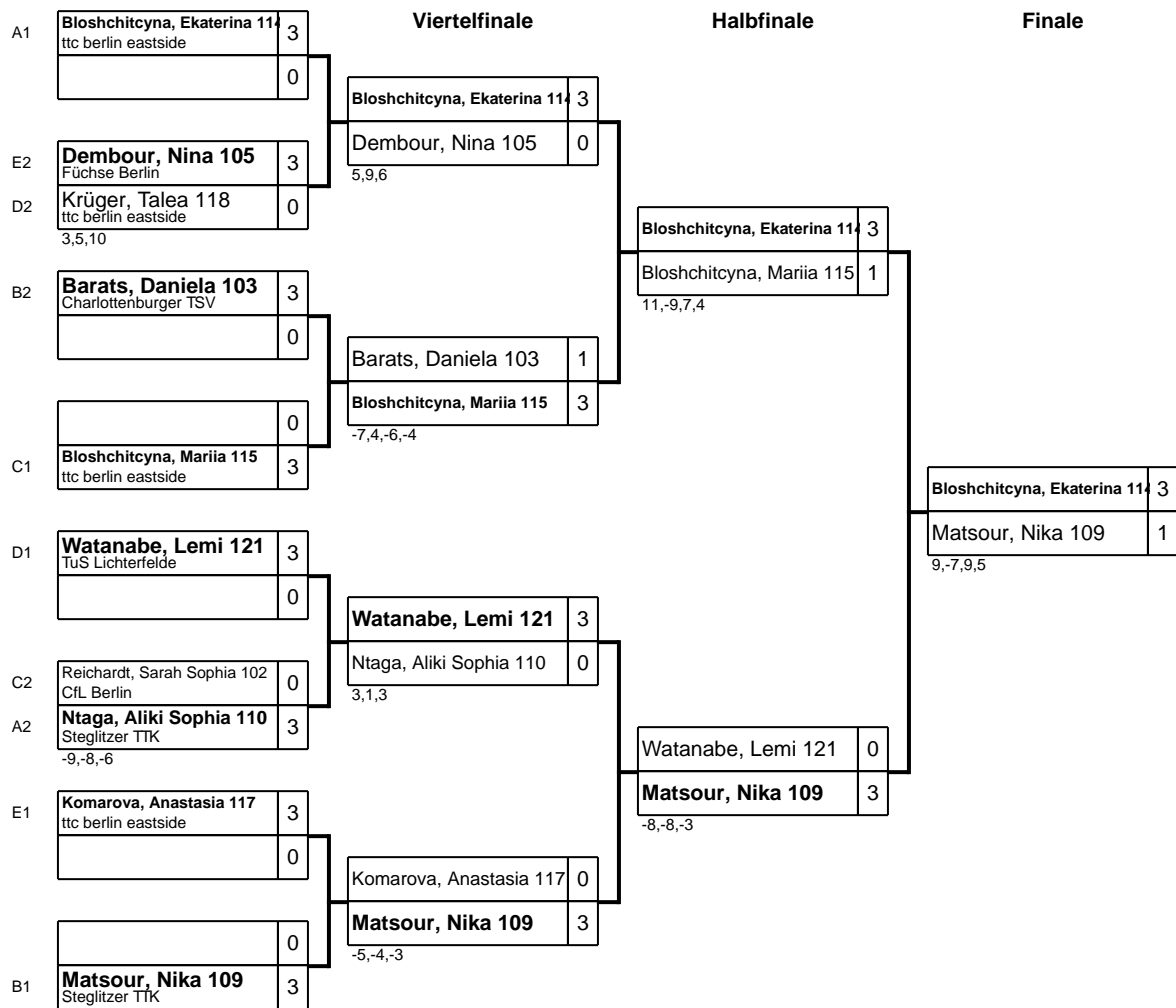 Viertelfinale
Halbfinale
Finale
A1
Bloshchitcyna, Ekaterina 114
3
ttc berlin eastside
0
E2
Dembour, Nina 105
3
Füchse Berlin
D2
Krüger, Talea 118
0
ttc berlin eastside
3,5,10
B2
Barats, Daniela 103
3
Charlottenburger TSV
0
0
C1
Bloshchitcyna, Mariia 115
3
ttc berlin eastside
D1
Watanabe, Lemi 121
3
TuS Lichterfelde
0
C2
Reichardt, Sarah Sophia 102
0
CfL Berlin
A2
Ntaga, Aliki Sophia 110
3
Steglitzer TTK
-9,-8,-6
E1
Komarova, Anastasia 117
3
ttc berlin eastside
0
0
B1
Matsour, Nika 109
3
Steglitzer TTK
Bloshchitcyna, Ekaterina 114
3
Dembour, Nina 105
0
5,9,6
Barats, Daniela 103
1
Bloshchitcyna, Mariia 115
3
-7,4,-6,-4
Watanabe, Lemi 121
3
Ntaga, Aliki Sophia 110
0
3,1,3
Komarova, Anastasia 117
0
Matsour, Nika 109
3
-5,-4,-3
Bloshchitcyna, Ekaterina 114
3
Bloshchitcyna, Mariia 115
1
11,-9,7,4
Watanabe, Lemi 121
0
Matsour, Nika 109
3
-8,-8,-3
Bloshchitcyna, Ekaterina 114
3
Matsour, Nika 109
1
9,-7,9,5